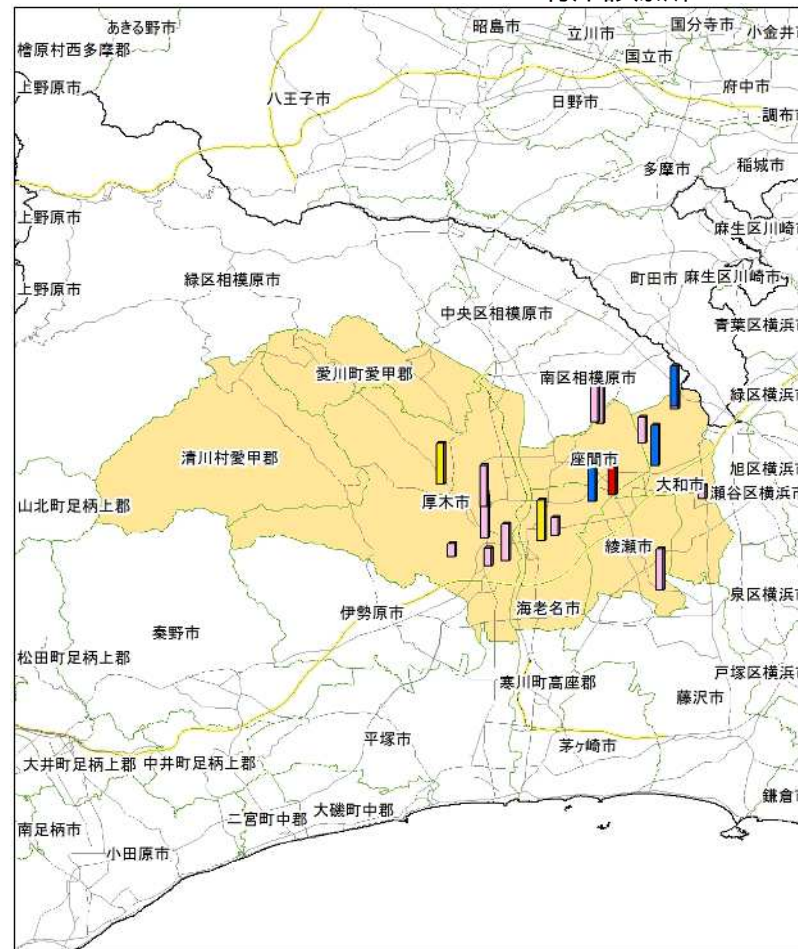 あきる野市
昭島市
立川市
国分寺市
小金井市
檜原村西多摩郡
国立市
上野原市
八王子市
日野市
府中市
調布市
多摩市
稲城市
上野原市
麻生区川崎市
緑区相模原市
町田市
麻生区川崎市
上野原市
中央区相模原市
青葉区横浜市
愛川町愛甲郡
南区相模原市
緑区横浜市
清川村愛甲郡
座間市
旭区横浜市
大和市
瀬谷区横浜市
山北町足柄上郡
厚木市
綾瀬市
泉区横浜市
海老名市
伊勢原市
秦野市
松田町足柄上郡
戸塚区横浜市
寒川町高座郡
藤沢市
平塚市
茅ヶ崎市
大井町足柄上郡
中井町足柄上郡
鎌倉市
大磯町中郡
二宮町中郡
南足柄市
小田原市